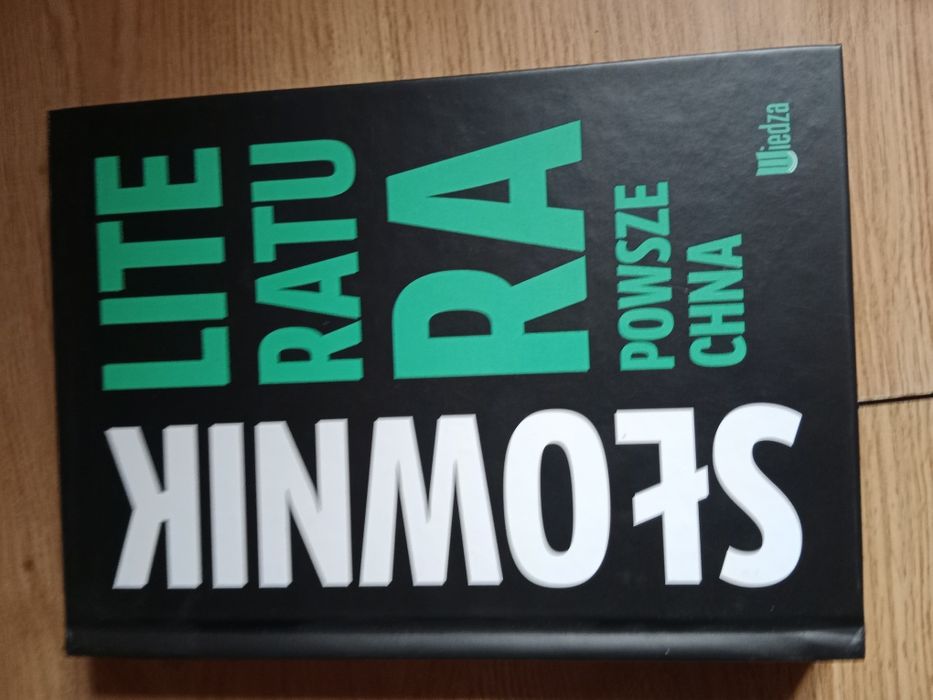 SŁOWNIK
LITE
RATU
RA
POWSZE
CHNA
Wiedza